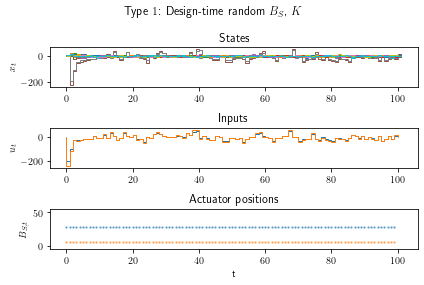 Type 1: Design-time random $B_S$, $K$
States
0
−200
$x_t$
0 20 40 60 80 100
Inputs
0
−200
$u_t$
0 20 40 60 80 100
Actuator positions
50
0
$B_{S,t}$
0 20 40 60 80 100
t